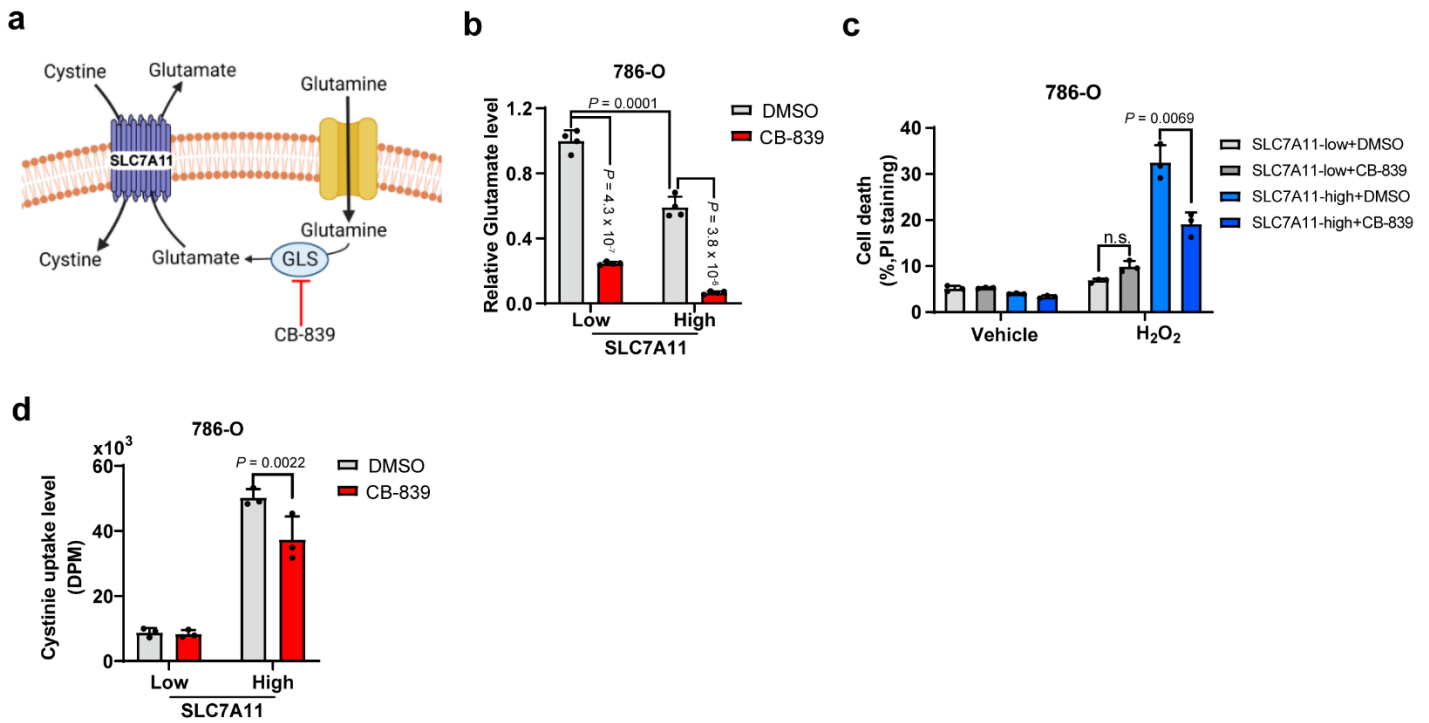 a
Cystine
Glutamate
Glutamine
SLC7A11
Glutamine
Cystine
Glutamate
GLS
CB-839
b
786-O
P = 0.0001
DMSO
CB-839
P = 4.3 x 10⁻⁷
P = 3.8 x 10⁻⁶
Relative Glutamate level
1.2
0.8
0.4
0.0
Low
High
SLC7A11
c
786-O
P = 0.0069
n.s.
SLC7A11-low+DMSO
SLC7A11-low+CB-839
SLC7A11-high+DMSO
SLC7A11-high+CB-839
Cell death
(%,PI staining)
40
30
20
10
0
Vehicle
H₂O₂
d
786-O
x10³
P = 0.0022
DMSO
CB-839
Cystinie uptake level
(DPM)
60
40
20
0
Low
High
SLC7A11